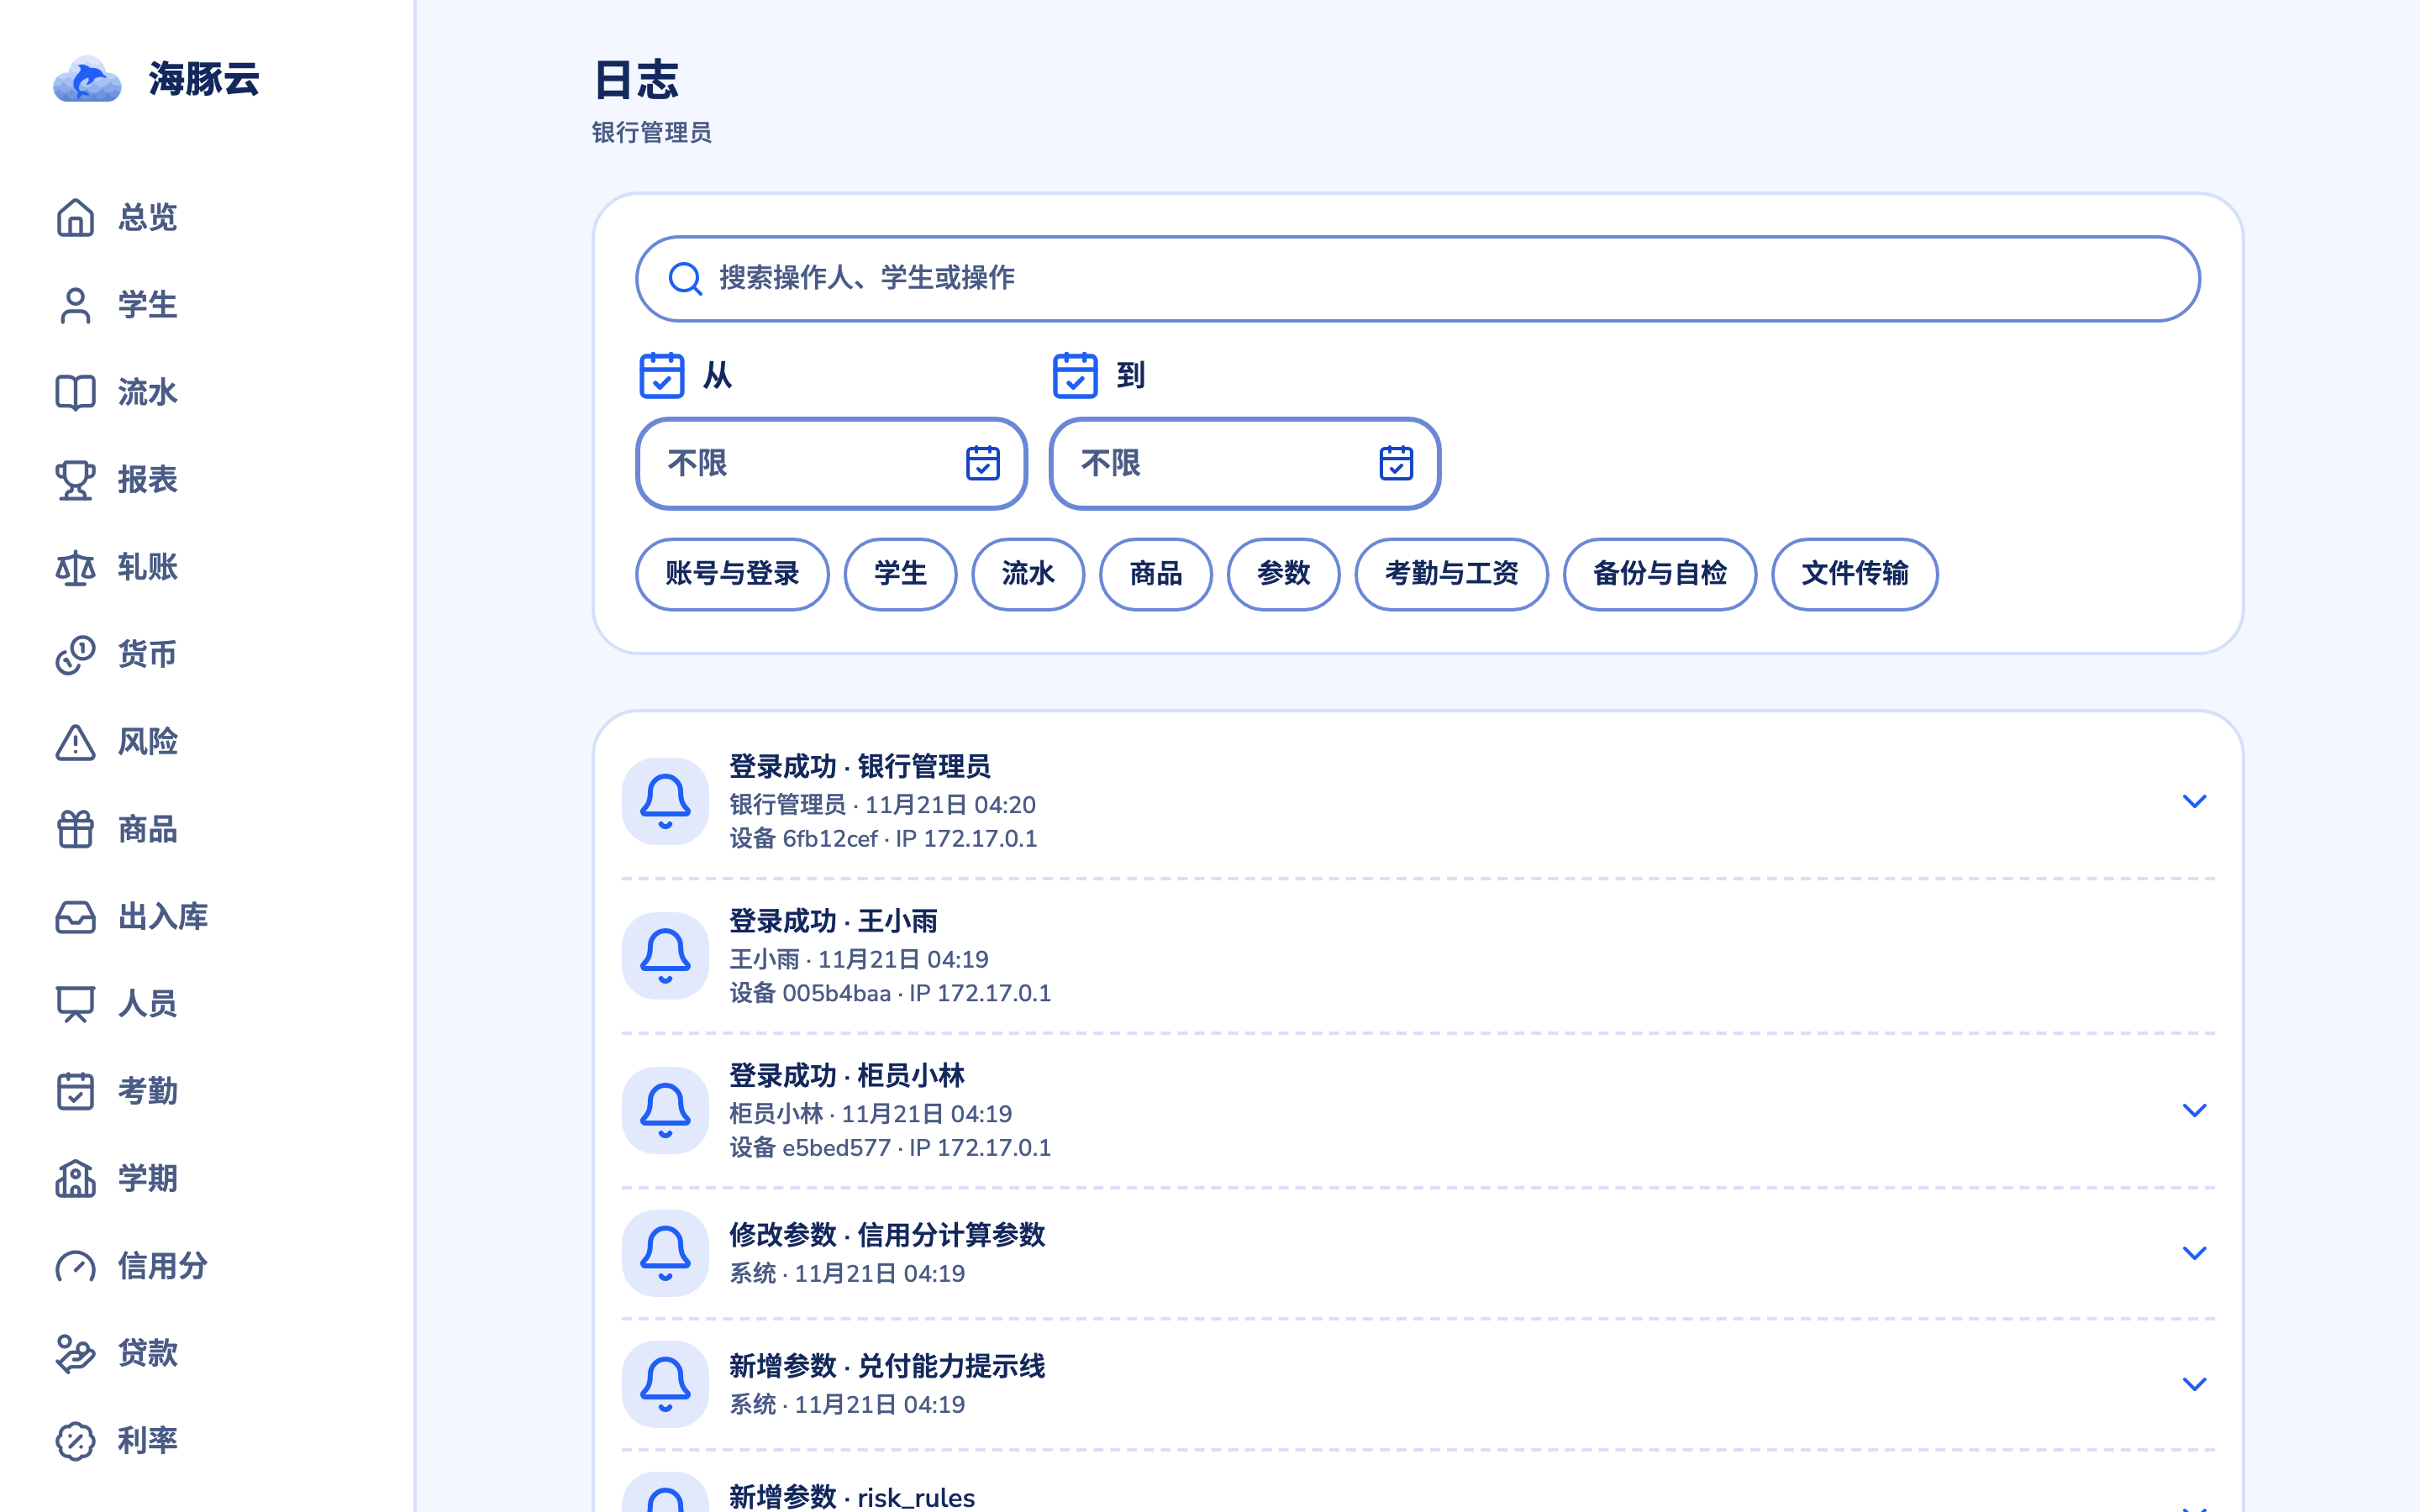 海豚云
总览
学生
流水
报表
轧账
货币
风险
商品
出入库
人员
考勤
学期
信用分
贷款
利率
日志
银行管理员
搜索操作人、学生或操作
从
到
不限
不限
账号与登录
学生
流水
商品
参数
考勤与工资
备份与自检
文件传输
登录成功 · 银行管理员
银行管理员 · 11月21日 04:20
设备 6fb12cef · IP 172.17.0.1
登录成功 · 王小雨
王小雨 · 11月21日 04:19
设备 005b4baa · IP 172.17.0.1
登录成功 · 柜员小林
柜员小林 · 11月21日 04:19
设备 e5bed577 · IP 172.17.0.1
修改参数 · 信用分计算参数
系统 · 11月21日 04:19
新增参数 · 兑付能力提示线
系统 · 11月21日 04:19
新增参数 · risk_rules